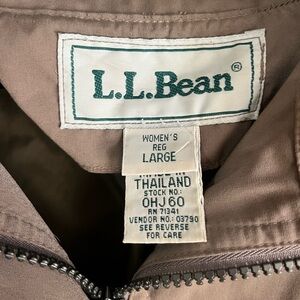 L.L.Bean®
WOMEN'S
REG
LARGE
MADE IN
THAILAND
STOCK NO.:
OHJ60
RN 71341
VENDOR NO.: 03790
SEE REVERSE
FOR CARE